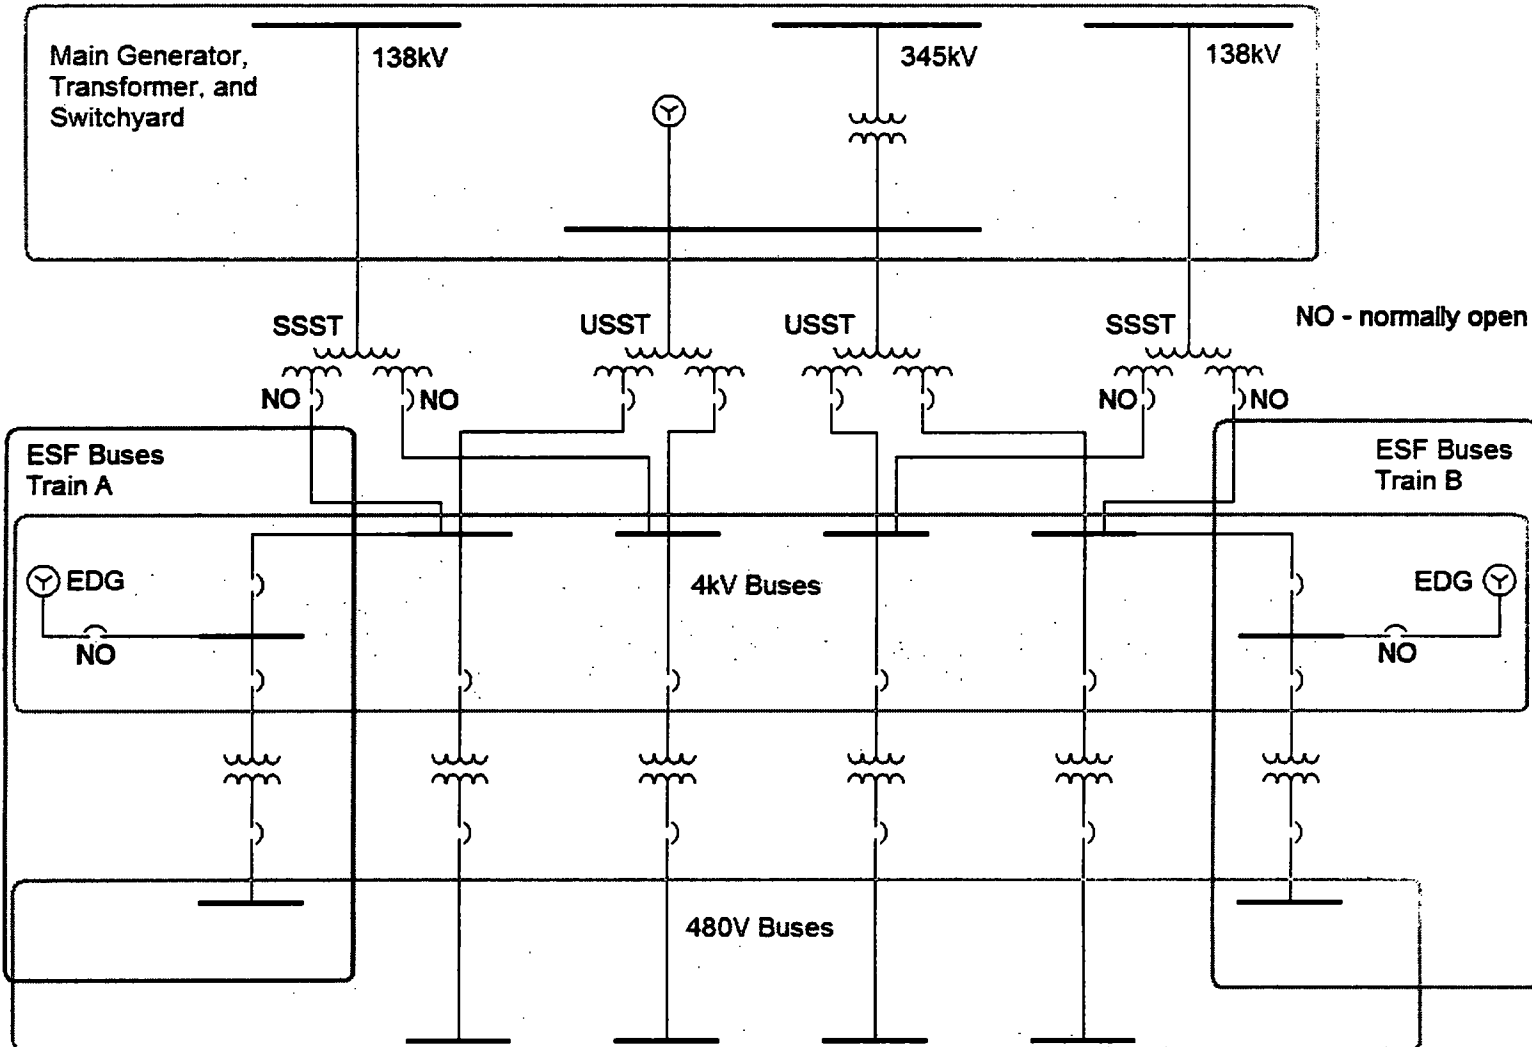 138kV
345kV
138kV
Main Generator,
Transformer, and
Switchyard
NO - normally open
SSST
USST
USST
SSST
NO
NO
NO
NO
ESF Buses
Train A
ESF Buses
Train B
EDG
4kV Buses
EDG
NO
NO
480V Buses